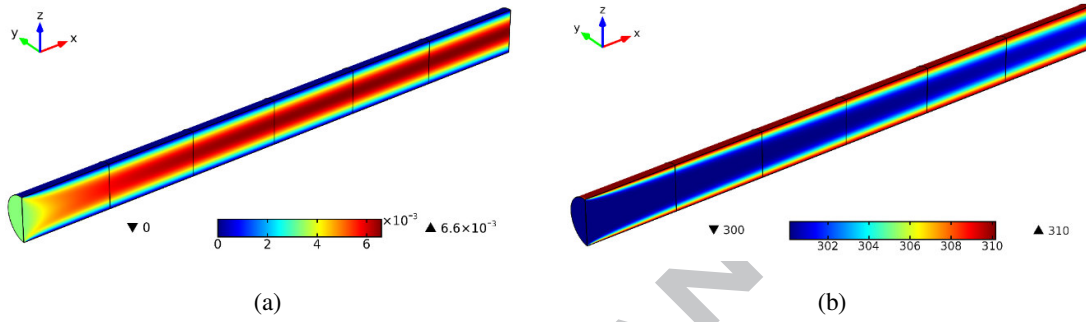 z
y
x
▼ 0
×10⁻³
0 2 4 6
▲ 6.6×10⁻³
(a)
z
y
x
▼ 300
302 304 306 308 310
▲ 310
(b)